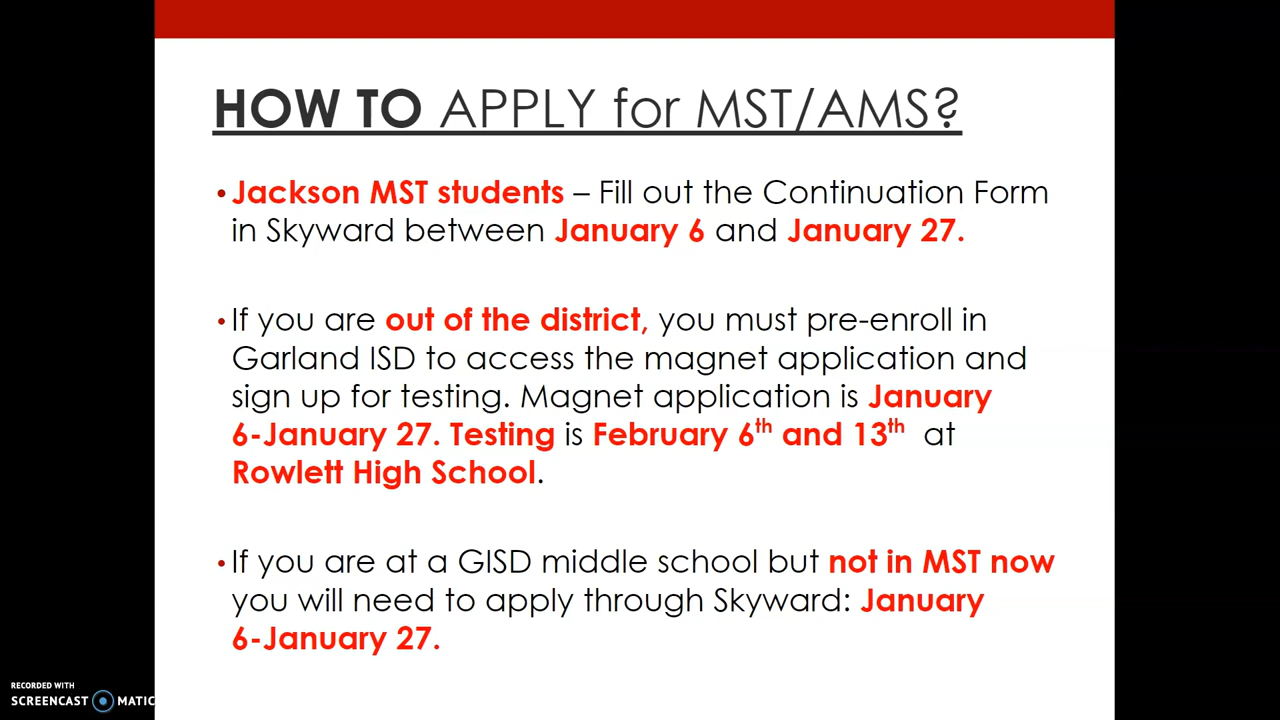 HOW TO APPLY for MST/AMS?
• Jackson MST students – Fill out the Continuation Form
in Skyward between January 6 and January 27.
• If you are out of the district, you must pre-enroll in
Garland ISD to access the magnet application and
sign up for testing. Magnet application is January
6-January 27. Testing is February 6th and 13th at
Rowlett High School.
• If you are at a GISD middle school but not in MST now
you will need to apply through Skyward: January
6-January 27.
RECORDED WITH
SCREENCAST MATIC